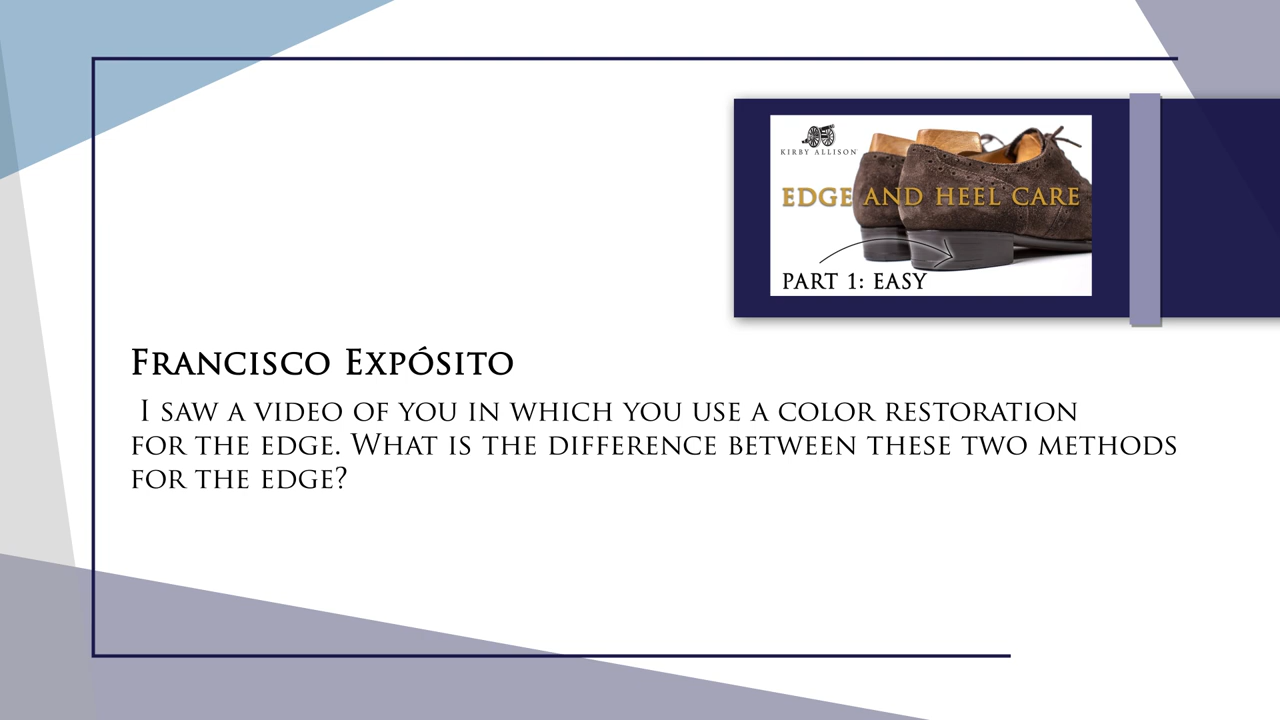 KIRBY ALLISON
EDGE AND HEEL CARE
PART 1: EASY
FRANCISCO EXPÓSITO
I SAW A VIDEO OF YOU IN WHICH YOU USE A COLOR RESTORATION
FOR THE EDGE. WHAT IS THE DIFFERENCE BETWEEN THESE TWO METHODS
FOR THE EDGE?